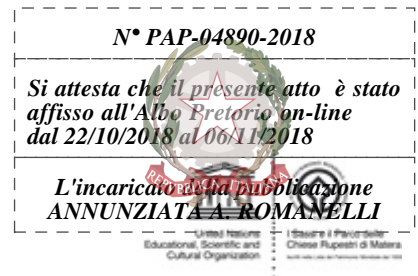 N° PAP-04890-2018
Si attesta che il presente atto è stato
affisso all'Albo Pretorio on-line
dal 22/10/2018 al 06/11/2018
L'incaricato della pubblicazione
ANNUNZIATA A. ROMANELLI
REPVBBLICA ITALIANA
United Nations
Educational, Scientific and
Cultural Organization
I Sassi e il Parco delle
Chiese Rupestri di Matera